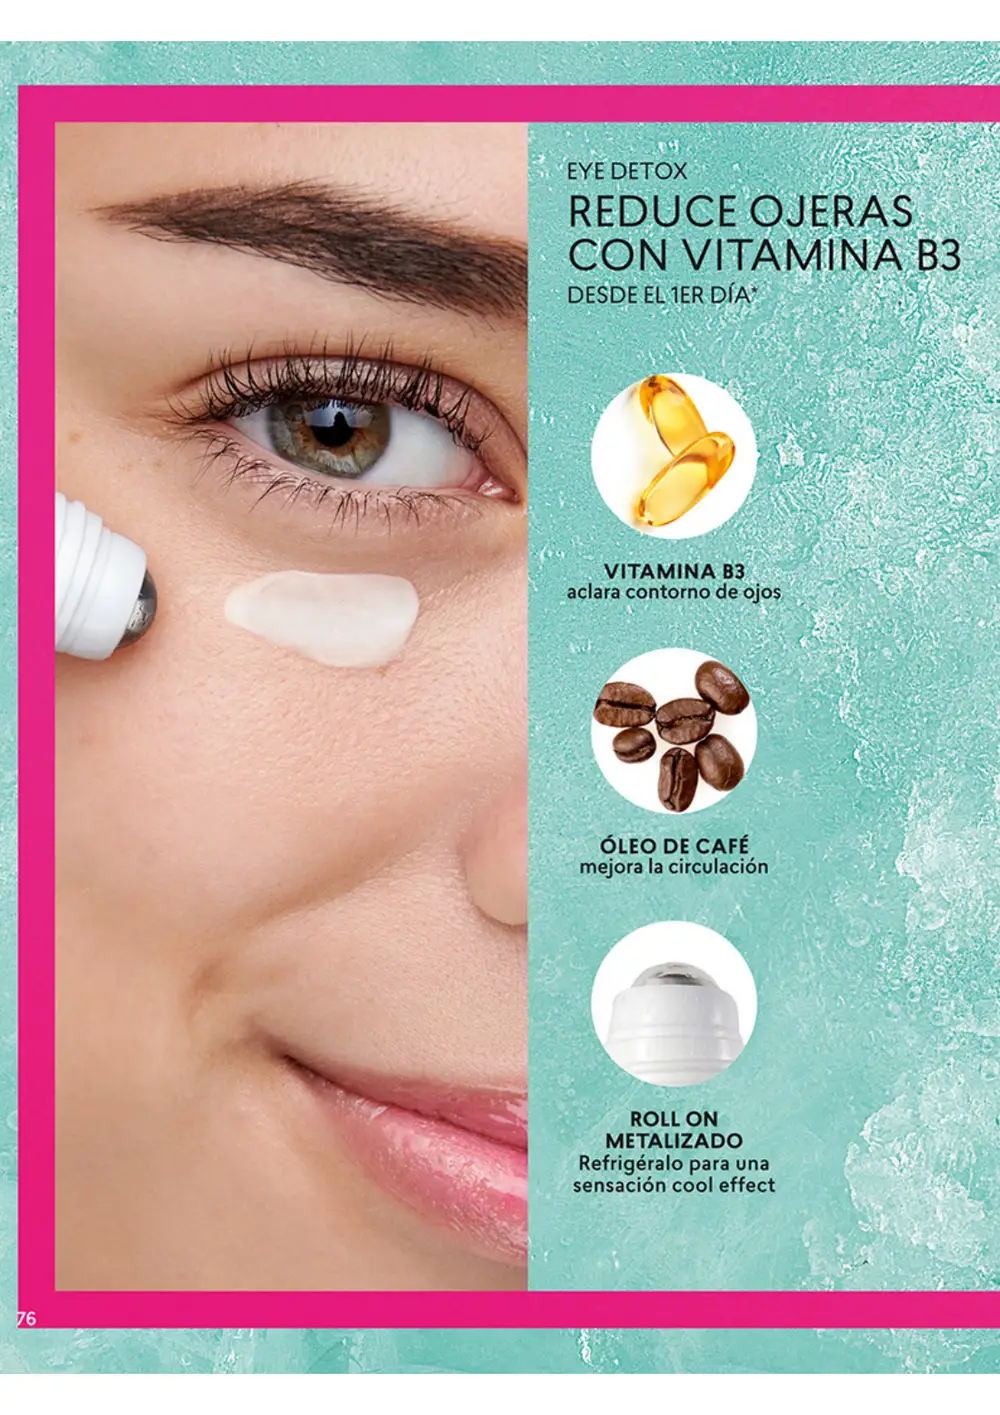 EYE DETOX
REDUCE OJERAS
CON VITAMINA B3
DESDE EL 1ER DÍA*
VITAMINA B3
aclara contorno de ojos
ÓLEO DE CAFÉ
mejora la circulación
ROLL ON
METALIZADO
Refrigéralo para una
sensación cool effect
76